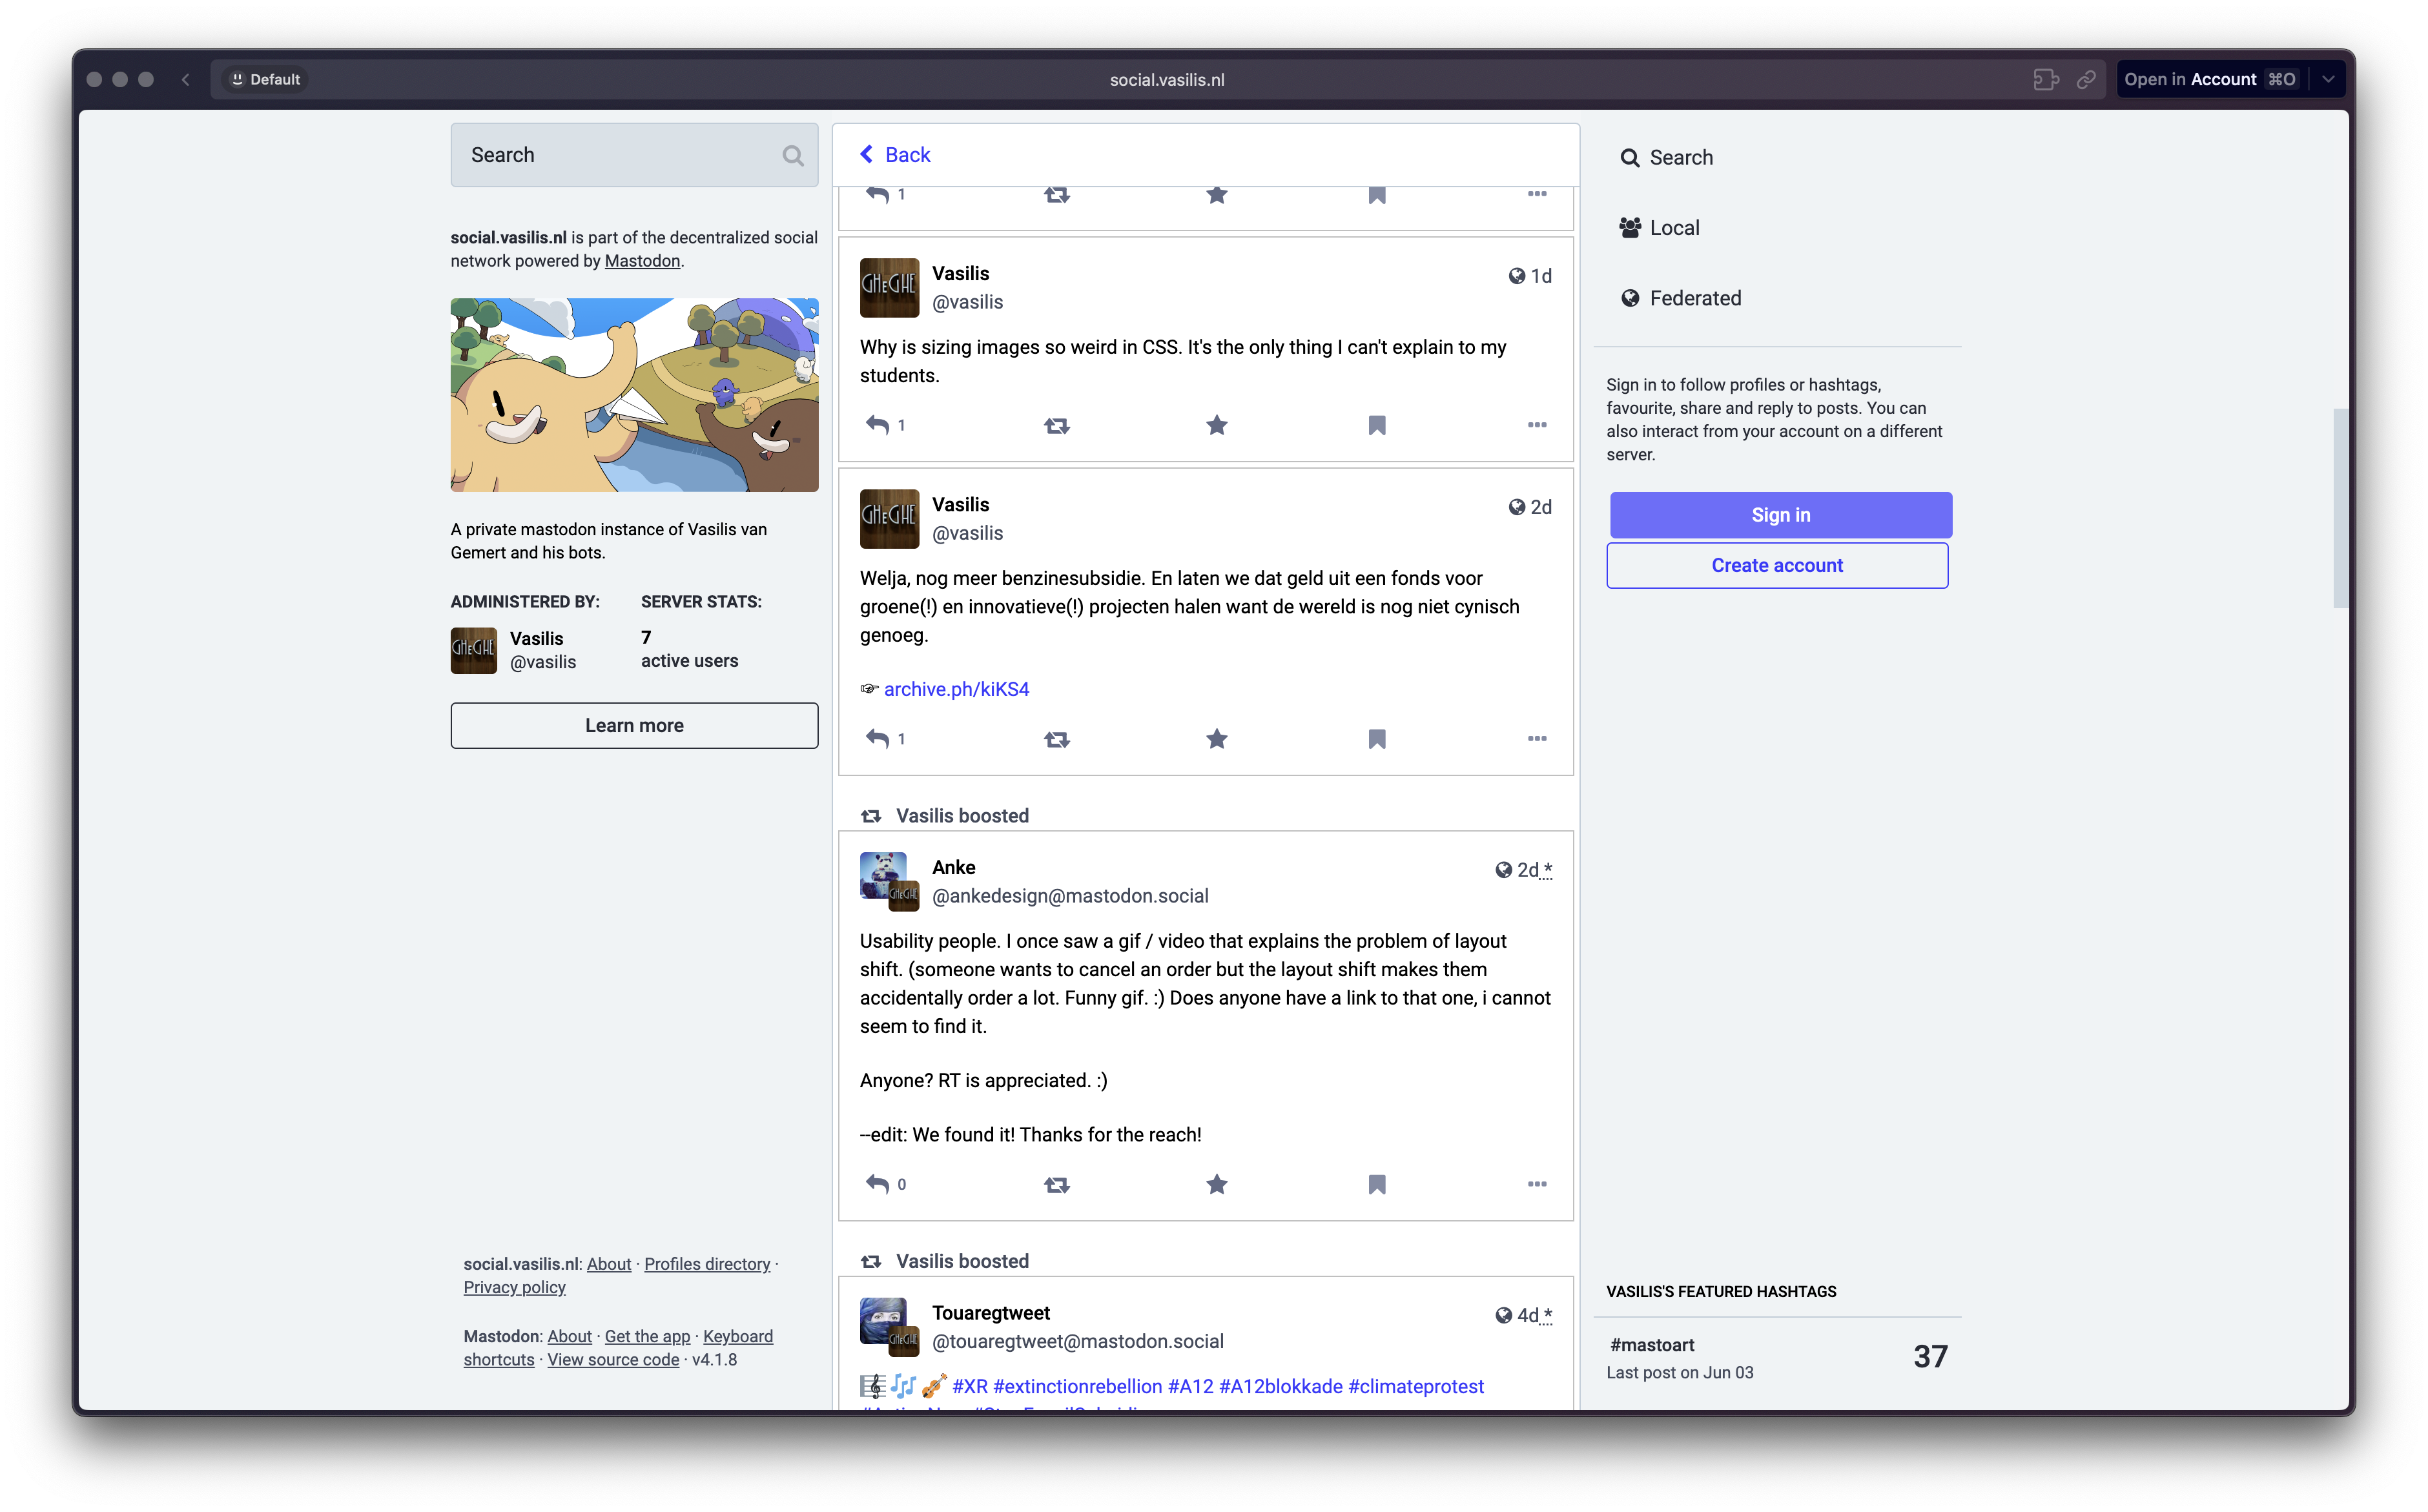 Default
social.vasilis.nl
Open in Account ⌘O
Search
social.vasilis.nl is part of the decentralized social
network powered by Mastodon.
A private mastodon instance of Vasilis van
Gemert and his bots.
ADMINISTERED BY:
GHeGHE
Vasilis
@vasilis
SERVER STATS:
7
active users
Learn more
social.vasilis.nl: About · Profiles directory ·
Privacy policy
Mastodon: About · Get the app · Keyboard
shortcuts · View source code · v4.1.8
Back
1
GHeGHE
Vasilis
@vasilis
1d
Why is sizing images so weird in CSS. It's the only thing I can't explain to my
students.
1
GHeGHE
Vasilis
@vasilis
2d
Welja, nog meer benzinesubsidie. En laten we dat geld uit een fonds voor
groene(!) en innovatieve(!) projecten halen want de wereld is nog niet cynisch
genoeg.
👉 archive.ph/kiKS4
1
Vasilis boosted
GHeGHE
Anke
@ankedesign@mastodon.social
2d *
Usability people. I once saw a gif / video that explains the problem of layout
shift. (someone wants to cancel an order but the layout shift makes them
accidentally order a lot. Funny gif. :) Does anyone have a link to that one, i cannot
seem to find it.
Anyone? RT is appreciated. :)
--edit: We found it! Thanks for the reach!
0
Vasilis boosted
GHeGHE
Touaregtweet
@touaregtweet@mastodon.social
4d *
🎼🎶🎻 #XR #extinctionrebellion #A12 #A12blokkade #climateprotest
Search
Local
Federated
Sign in to follow profiles or hashtags,
favourite, share and reply to posts. You can
also interact from your account on a different
server.
Sign in
Create account
VASILIS'S FEATURED HASHTAGS
#mastoart
Last post on Jun 03
37